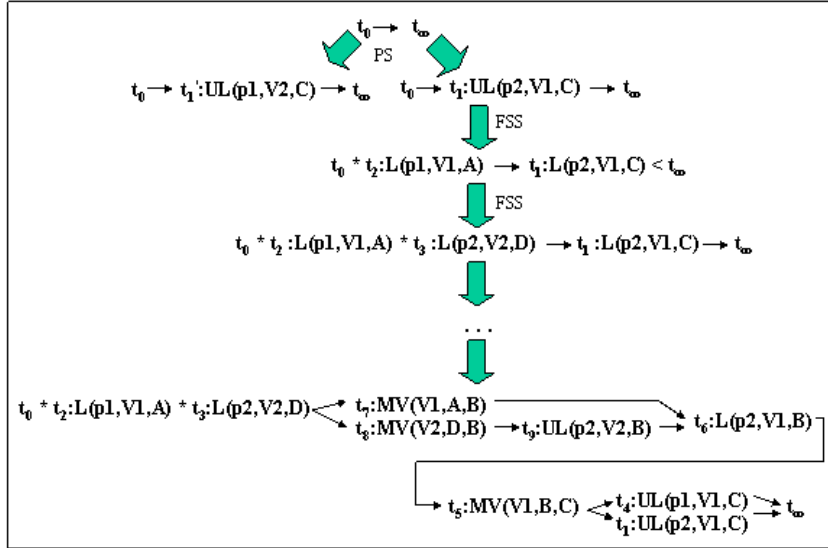 t₀ → t∞
PS
t₀ → t₁':UL(p1,V2,C) → t∞ t₀ → t₁:UL(p2,V1,C) → t∞
FSS
t₀ * t₂:L(p1,V1,A) → t₁:L(p2,V1,C) < t∞
FSS
t₀ * t₂ :L(p1,V1,A) * t₃ :L(p2,V2,D) → t₁ :L(p2,V1,C) → t∞
. . .
t₀ * t₂:L(p1,V1,A) * t₃:L(p2,V2,D)
t₇:MV(V1,A,B)
t₈:MV(V2,D,B) → t₉:UL(p2,V2,B) → t₆:L(p2,V1,B)
t₅:MV(V1,B,C)
t₄:UL(p1,V1,C)
t₁:UL(p2,V1,C)
t∞